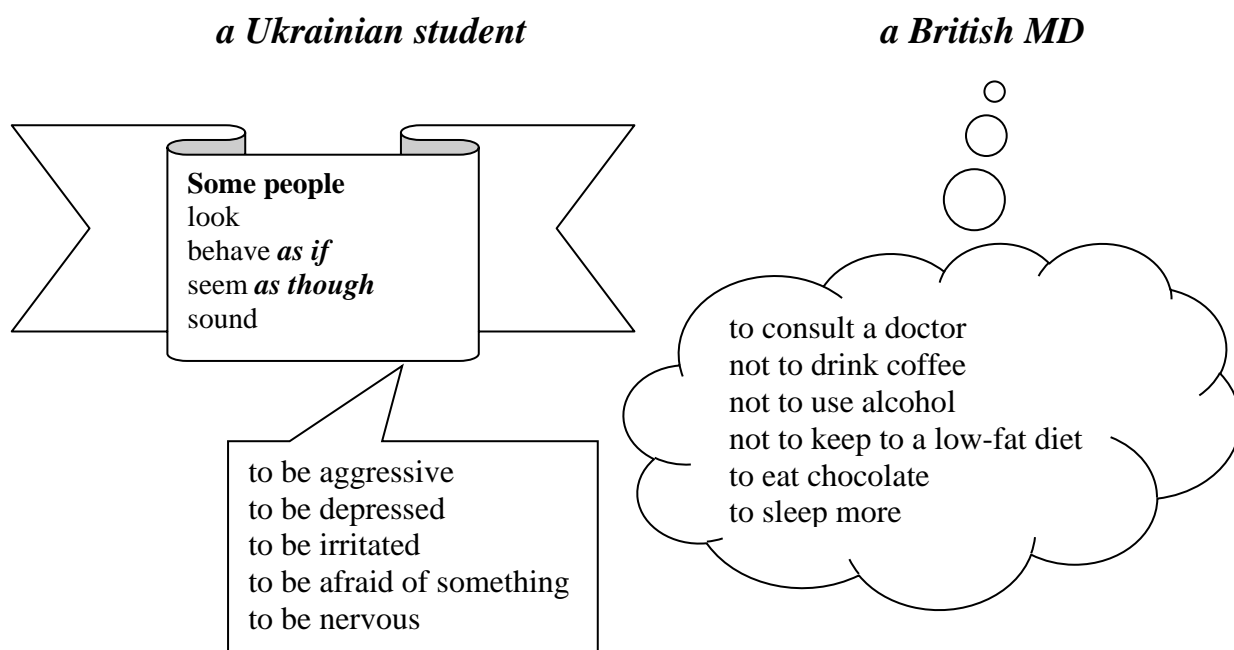 a Ukrainian student
a British MD
Some people
look
behave as if
seem as though
sound
to be aggressive
to be depressed
to be irritated
to be afraid of something
to be nervous
to consult a doctor
not to drink coffee
not to use alcohol
not to keep to a low-fat diet
to eat chocolate
to sleep more